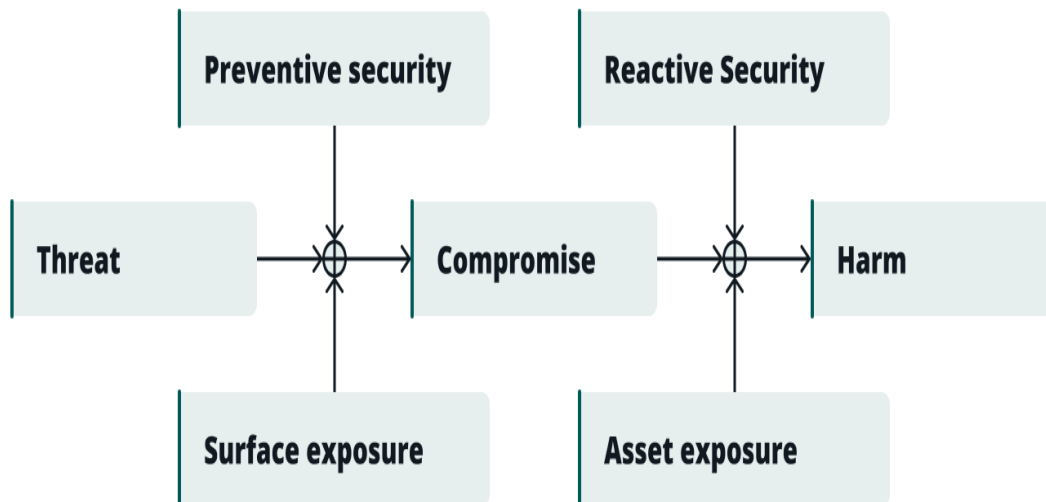 Preventive security
Reactive Security
Threat
Compromise
Harm
Surface exposure
Asset exposure